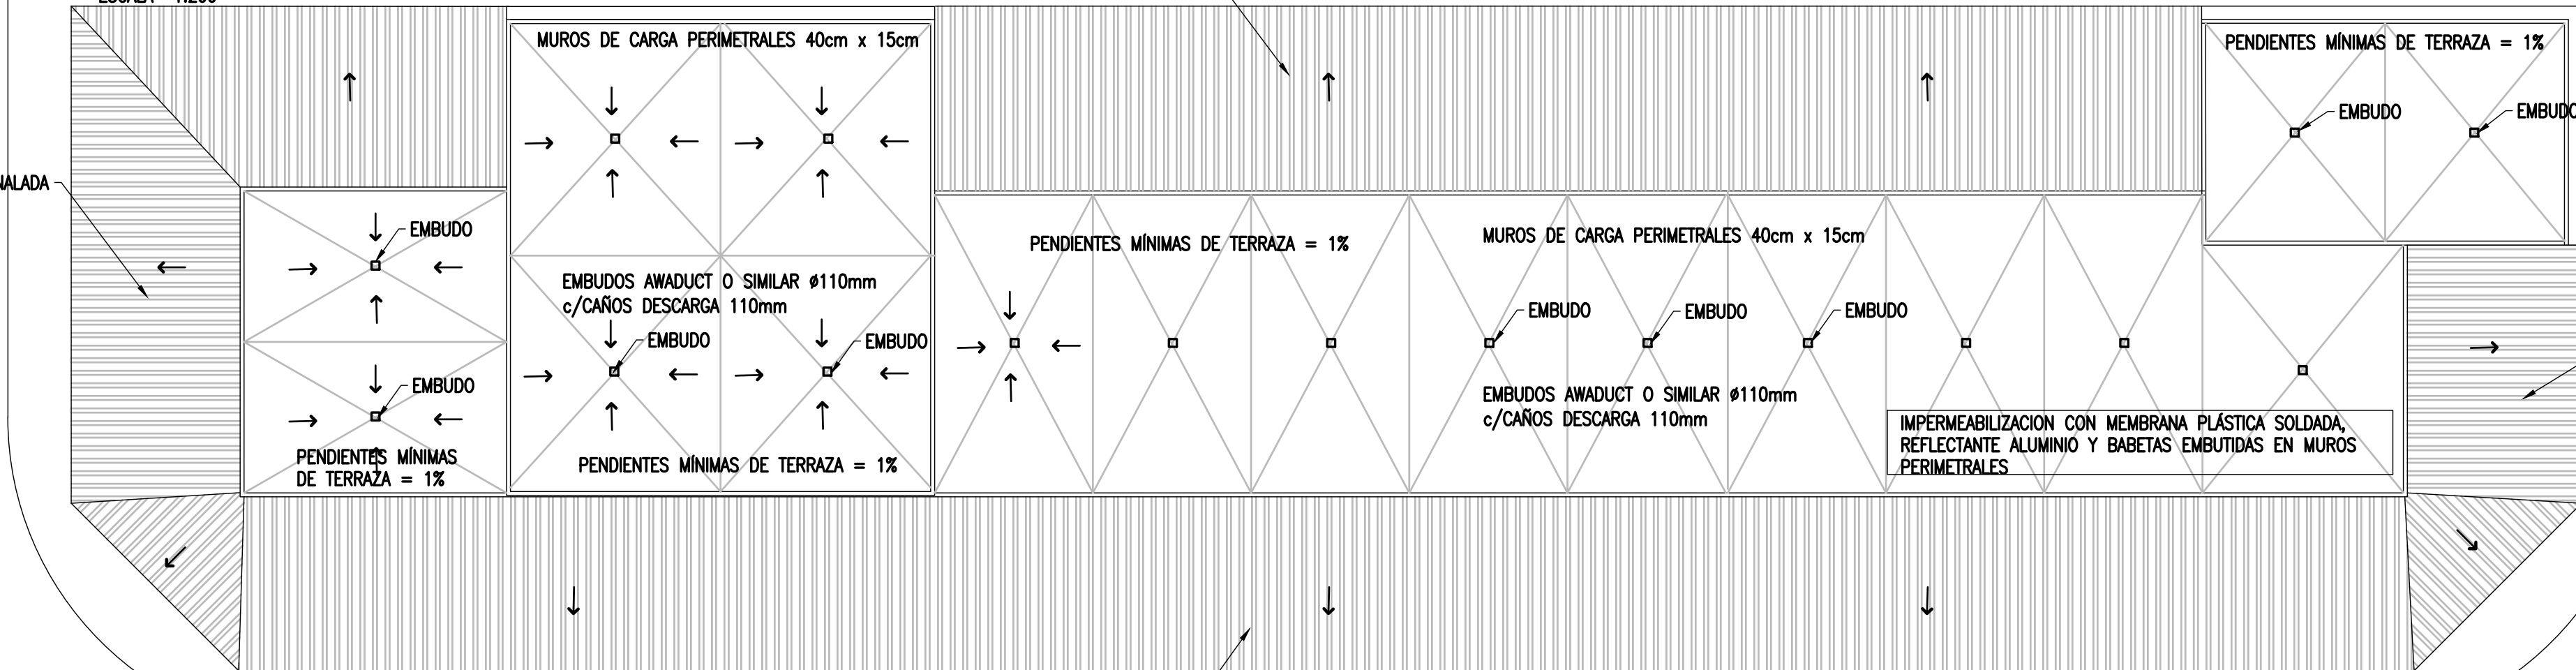 MUROS DE CARGA PERIMETRALES 40cm x 15cm
PENDIENTES MÍNIMAS DE TERRAZA = 1%
EMBUDO
EMBUDO
EMBUDO
EMBUDO
PENDIENTES MÍNIMAS
DE TERRAZA = 1%
EMBUDOS AWADUCT O SIMILAR ø110mm
c/CAÑOS DESCARGA 110mm
EMBUDO
EMBUDO
PENDIENTES MÍNIMAS DE TERRAZA = 1%
PENDIENTES MÍNIMAS DE TERRAZA = 1%
MUROS DE CARGA PERIMETRALES 40cm x 15cm
EMBUDO
EMBUDO
EMBUDO
EMBUDOS AWADUCT O SIMILAR ø110mm
c/CAÑOS DESCARGA 110mm
IMPERMEABILIZACION CON MEMBRANA PLÁSTICA SOLDADA,
REFLECTANTE ALUMINIO Y BABETAS EMBUTIDAS EN MUROS
PERIMETRALES